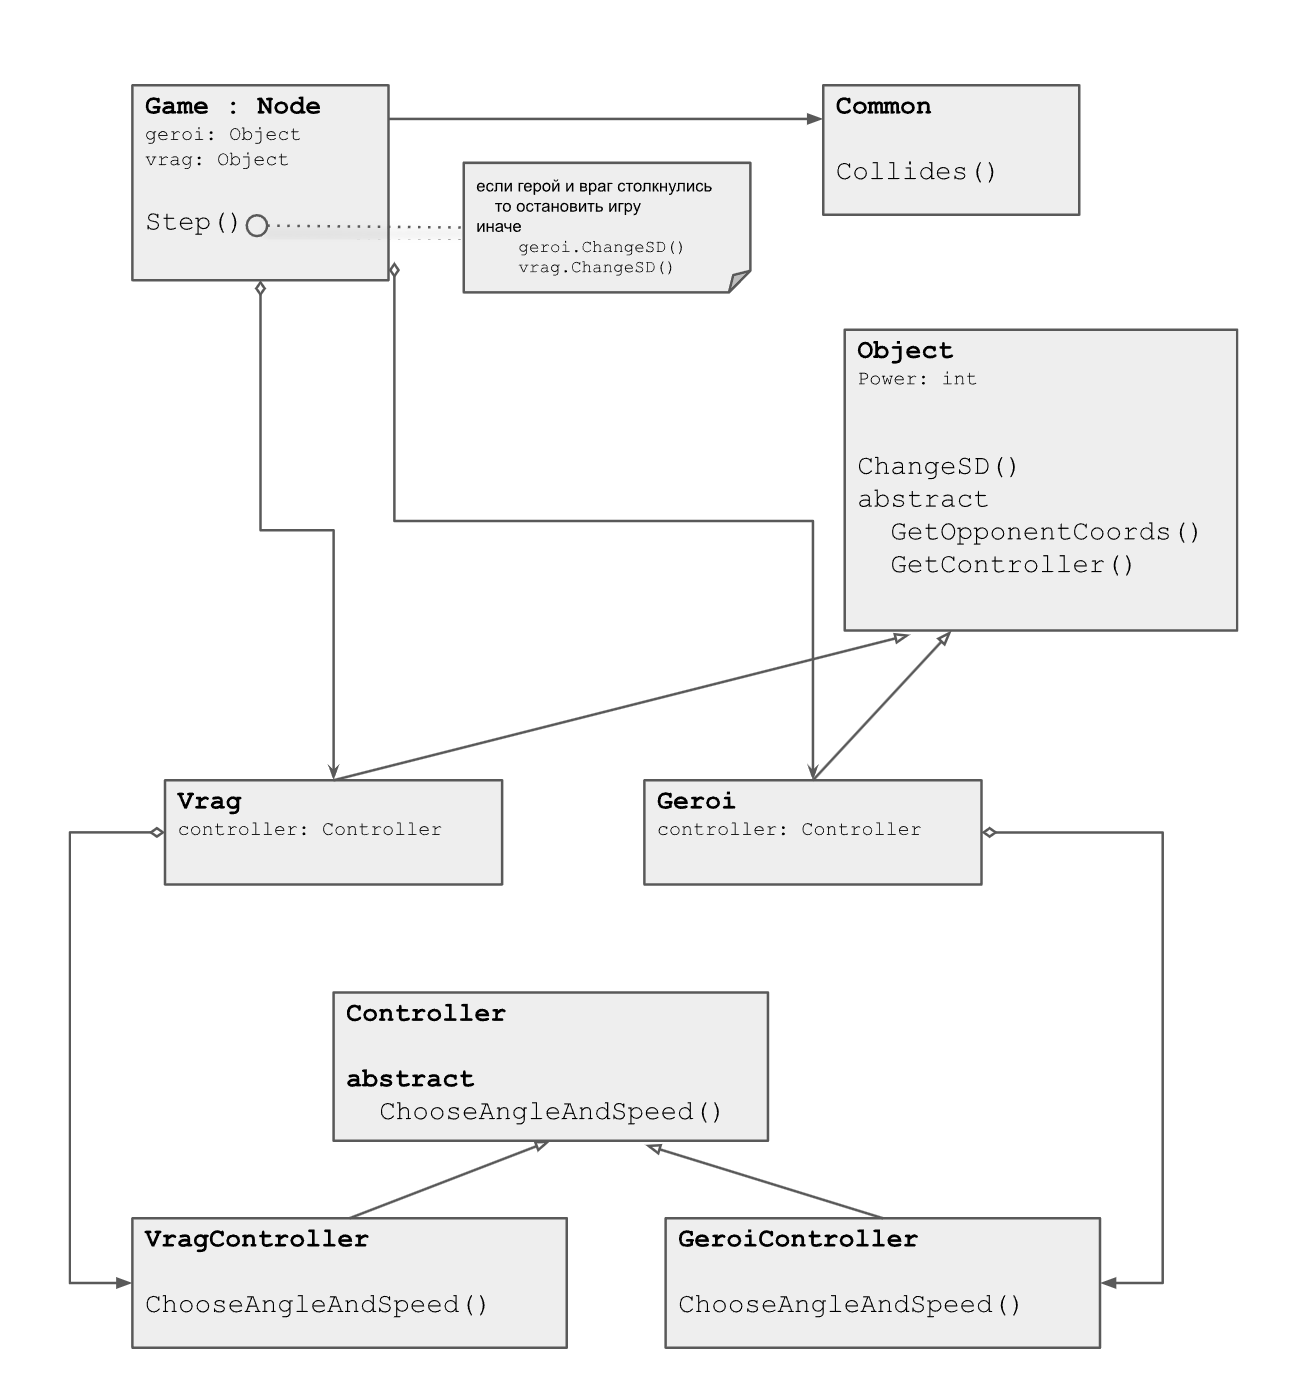 Game : Node
geroi: Object
vrag: Object
Step()
Common
Collides()
если герой и враг столкнулись
то остановить игру
иначе
geroi.ChangeSD()
vrag.ChangeSD()
Object
Power: int
ChangeSD()
abstract
GetOpponentCoords()
GetController()
Vrag
controller: Controller
Geroi
controller: Controller
Controller
abstract
ChooseAngleAndSpeed()
VragController
ChooseAngleAndSpeed()
GeroiController
ChooseAngleAndSpeed()